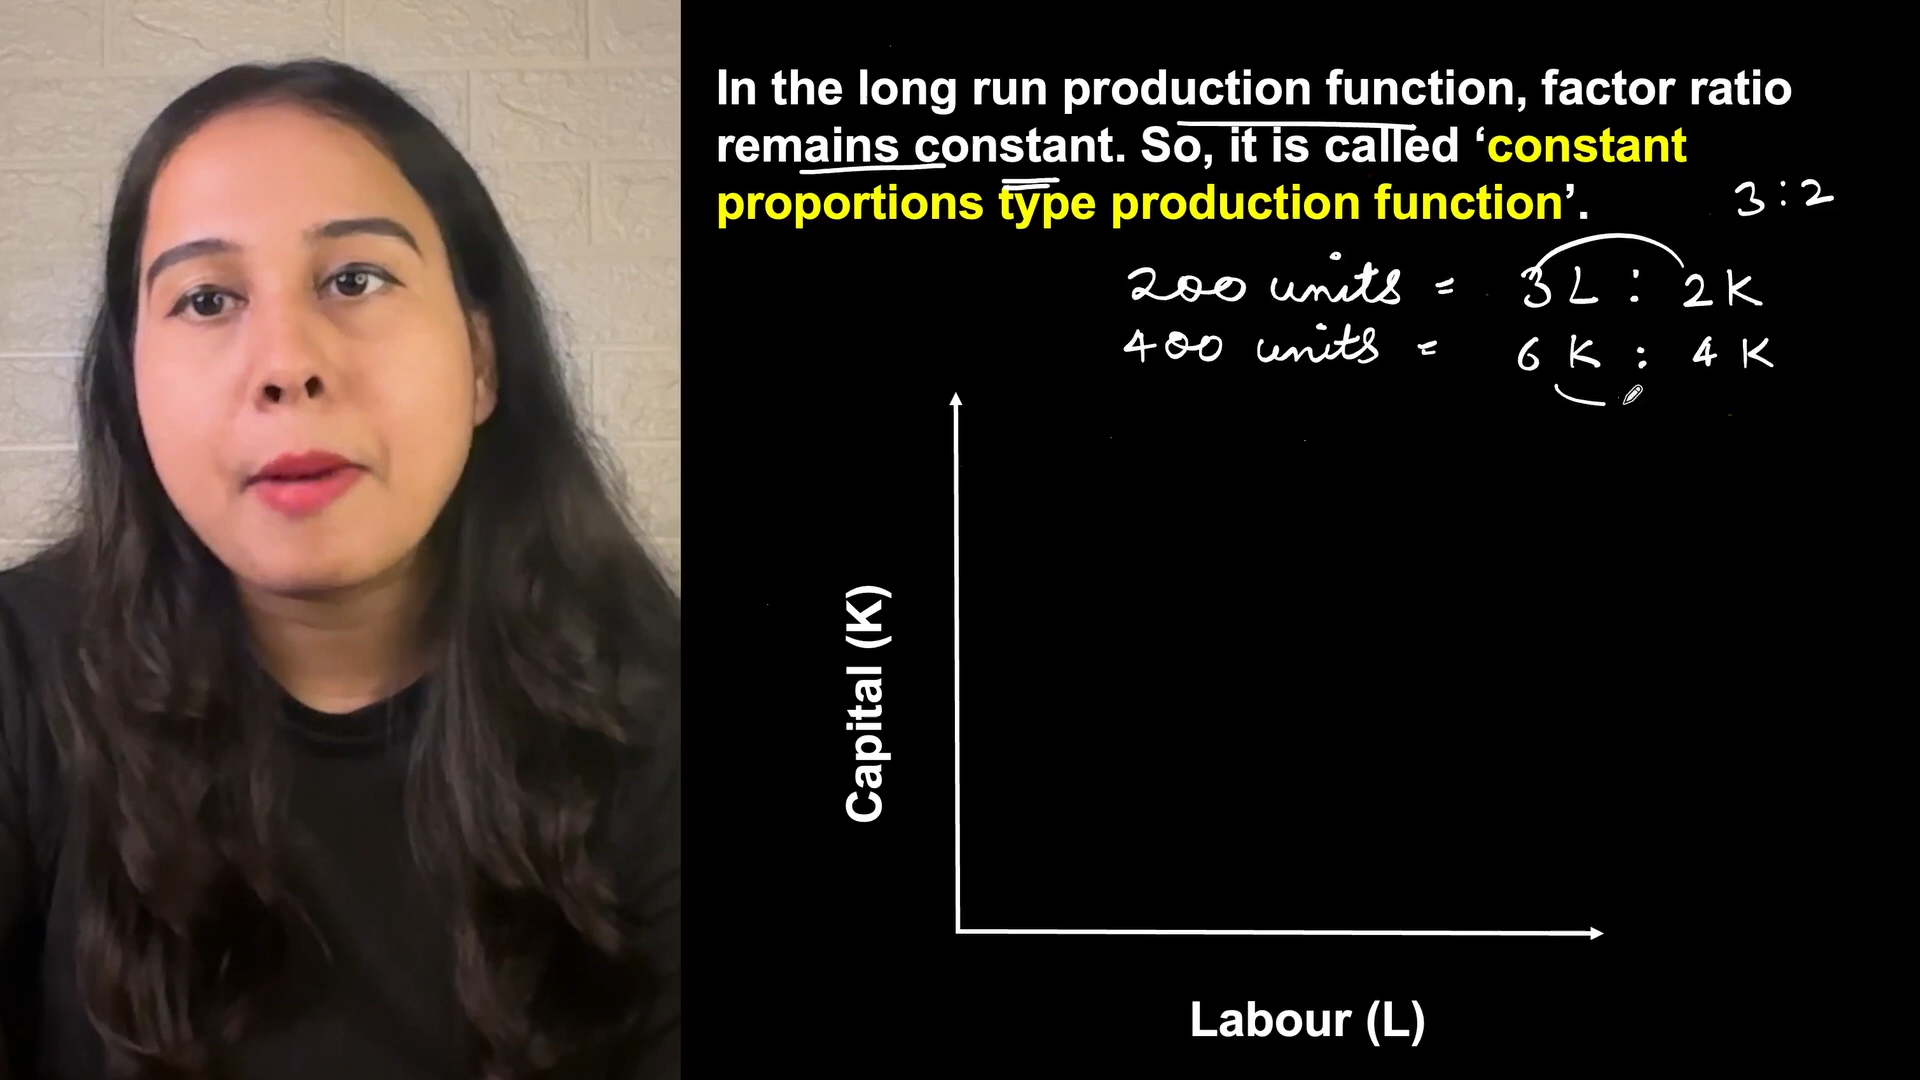 In the long run production function, factor ratio
remains constant. So, it is called ‘constant
proportions type production function’.
3:2
200 units = 3L : 2K
400 units = 6K : 4K
Capital (K)
Labour (L)